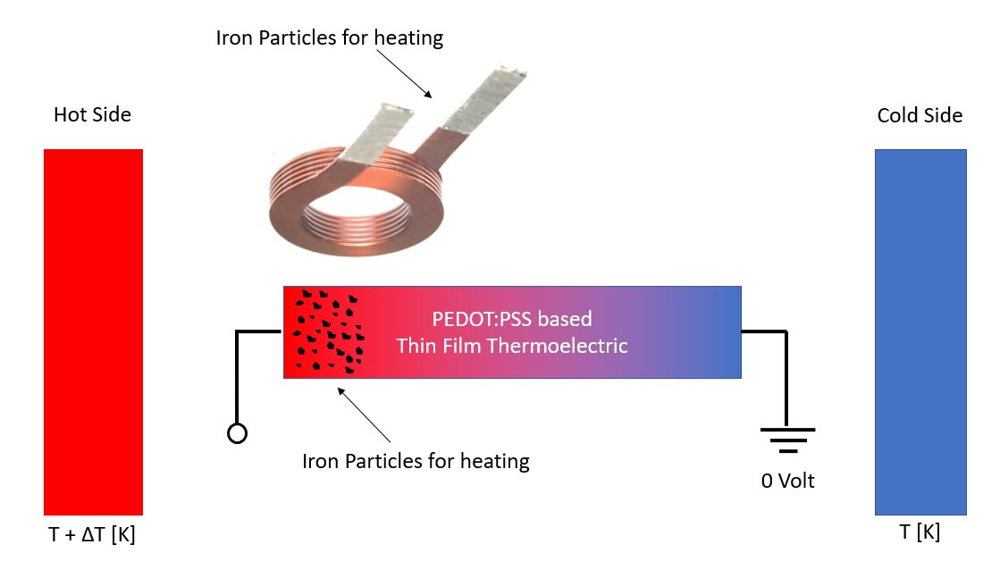 Iron Particles for heating
Hot Side
Cold Side
PEDOT:PSS based
Thin Film Thermoelectric
Iron Particles for heating
0 Volt
T + ΔT [K]
T [K]